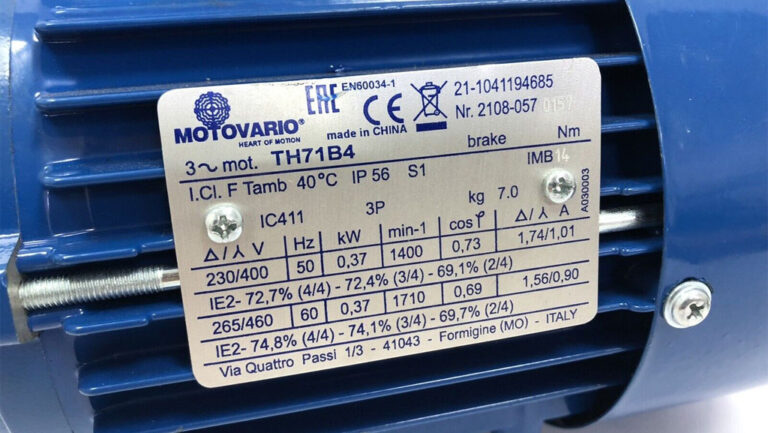 MOTOVARIO®
HEART OF MOTION
EAC EN60034-1
CE
made in CHINA
21-1041194685
Nr. 2108-057 0157
3~ mot. TH71B4 brake Nm
I.Cl. F Tamb 40°C IP 56 S1 IMB14
IC411 3P kg 7.0
A030003
Δ/⅄ V Hz kW min-1 cosφ Δ/⅄ A
230/400 50 0,37 1400 0,73 1,74/1,01
IE2- 72,7% (4/4) - 72,4% (3/4) - 69,1% (2/4)
265/460 60 0,37 1710 0,69 1,56/0,90
IE2- 74,8% (4/4) - 74,1% (3/4) - 69,7% (2/4)
Via Quattro Passi 1/3 - 41043 - Formigine (MO) - ITALY